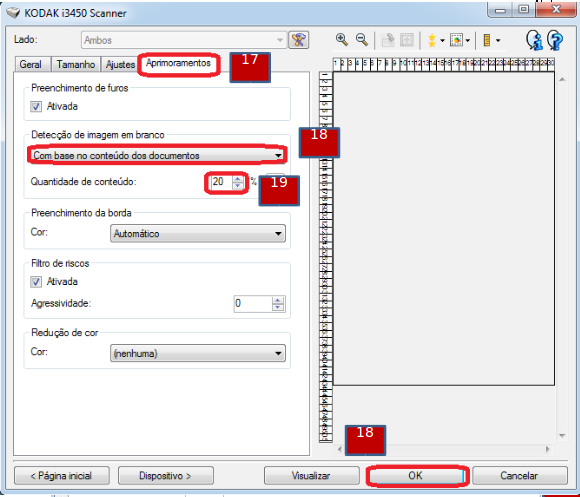 KODAK i3450 Scanner
Lado: Ambos
Geral Tamanho Ajustes Aprimoramentos 17
Preenchimento de furos
Ativada
Detecção de imagem em branco 18
Com base no conteúdo dos documentos
Quantidade de conteúdo: 20 % 19
Preenchimento da borda
Cor: Automático
Filtro de riscos
Ativada
Agressividade: 0
Redução de cor
Cor: (nenhuma)
18
< Página inicial Dispositivo > Visualizar OK Cancelar